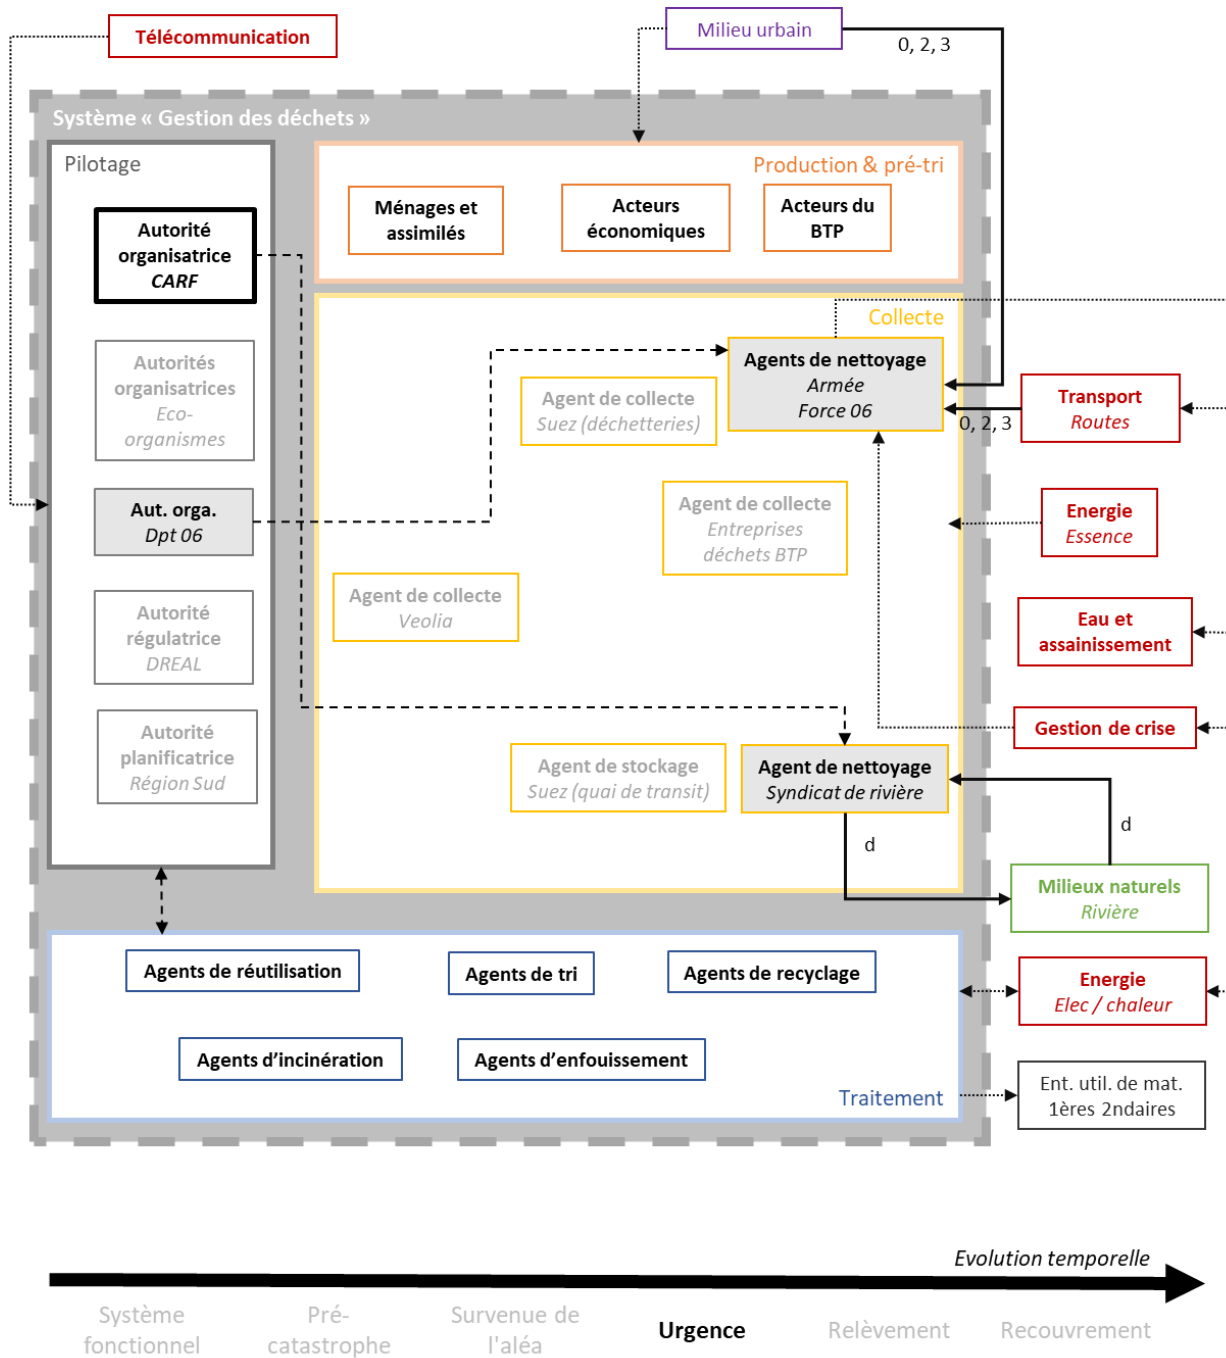 Télécommunication
Milieu urbain
0, 2, 3
Système « Gestion des déchets »
Pilotage
Autorité
organisatrice
CARF
Autorités
organisatrices
Eco-
organismes
Aut. orga.
Dpt 06
Autorité
régulatrice
DREAL
Autorité
planificatrice
Région Sud
Production & pré-tri
Ménages et
assimilés
Acteurs
économiques
Acteurs du
BTP
Collecte
Agents de nettoyage
Armée
Force 06
Agent de collecte
Suez (déchetteries)
Agent de collecte
Entreprises
déchets BTP
Agent de collecte
Veolia
Agent de stockage
Suez (quai de transit)
Agent de nettoyage
Syndicat de rivière
d
0, 2, 3
Transport
Routes
Energie
Essence
Eau et
assainissement
Gestion de crise
d
Milieux naturels
Rivière
Energie
Elec / chaleur
Ent. util. de mat.
1ères 2ndaires
Agents de réutilisation
Agents de tri
Agents de recyclage
Agents d'incinération
Agents d'enfouissement
Traitement
Evolution temporelle
Système
fonctionnel
Pré-
catastrophe
Survenue de
l'aléa
Urgence
Relèvement
Recouvrement